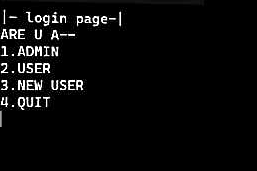 |- login page-|
ARE U A--
1.ADMIN
2.USER
3.NEW USER
4.QUIT